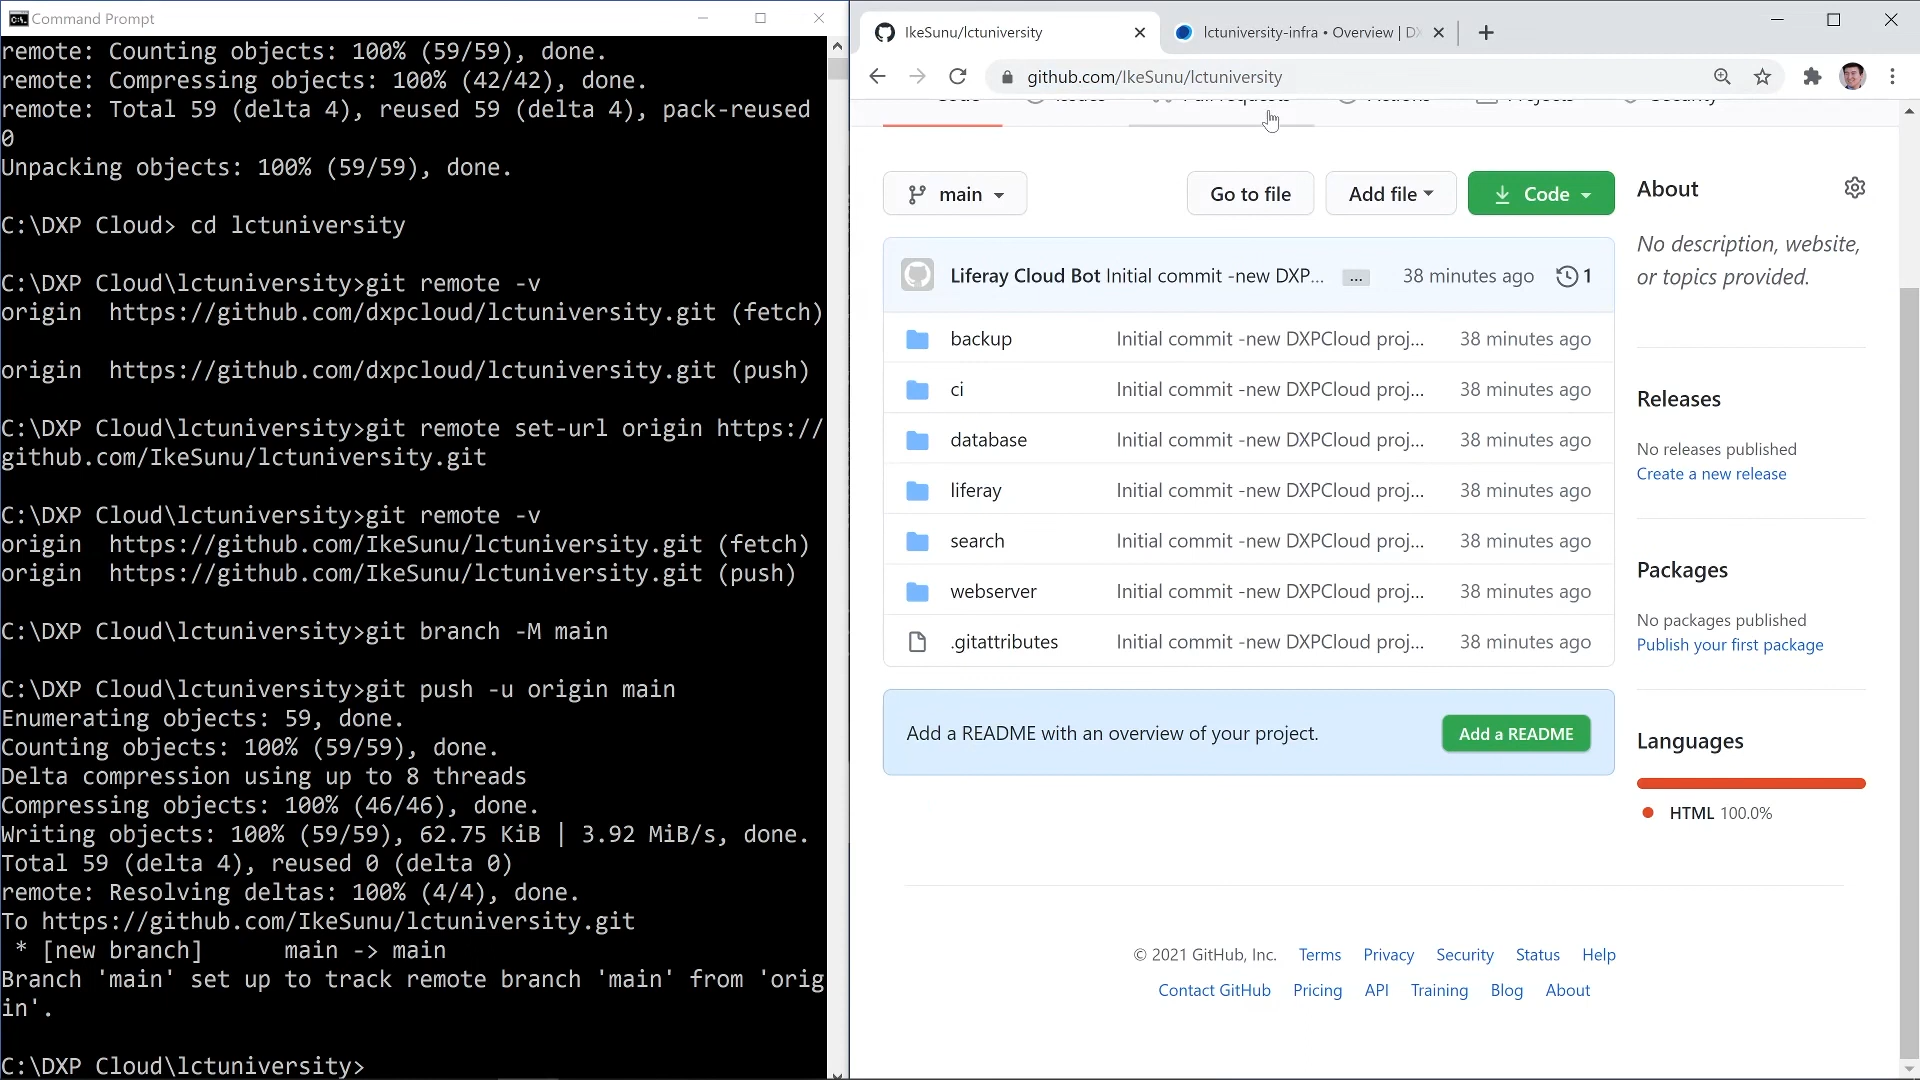 Command Prompt
remote: Counting objects: 100% (59/59), done.
remote: Compressing objects: 100% (42/42), done.
remote: Total 59 (delta 4), reused 59 (delta 4), pack-reused
0
Unpacking objects: 100% (59/59), done.
C:\DXP Cloud> cd lctuniversity
C:\DXP Cloud\lctuniversity>git remote -v
origin  https://github.com/dxpcloud/lctuniversity.git (fetch)
origin  https://github.com/dxpcloud/lctuniversity.git (push)
C:\DXP Cloud\lctuniversity>git remote set-url origin https://
github.com/IkeSunu/lctuniversity.git
C:\DXP Cloud\lctuniversity>git remote -v
origin  https://github.com/IkeSunu/lctuniversity.git (fetch)
origin  https://github.com/IkeSunu/lctuniversity.git (push)
C:\DXP Cloud\lctuniversity>git branch -M main
C:\DXP Cloud\lctuniversity>git push -u origin main
Enumerating objects: 59, done.
Counting objects: 100% (59/59), done.
Delta compression using up to 8 threads
Compressing objects: 100% (46/46), done.
Writing objects: 100% (59/59), 62.75 KiB | 3.92 MiB/s, done.
Total 59 (delta 4), reused 0 (delta 0)
remote: Resolving deltas: 100% (4/4), done.
To https://github.com/IkeSunu/lctuniversity.git
 * [new branch]      main -> main
Branch 'main' set up to track remote branch 'main' from 'orig
in'.
C:\DXP Cloud\lctuniversity>
IkeSunu/lctuniversity
lctuniversity-infra • Overview | DX
github.com/IkeSunu/lctuniversity
Code Issues Pull requests Actions Projects Security
main Go to file Add file Code
Liferay Cloud Bot Initial commit -new DXP... ... 38 minutes ago 1
backup Initial commit -new DXPCloud proj... 38 minutes ago
ci Initial commit -new DXPCloud proj... 38 minutes ago
database Initial commit -new DXPCloud proj... 38 minutes ago
liferay Initial commit -new DXPCloud proj... 38 minutes ago
search Initial commit -new DXPCloud proj... 38 minutes ago
webserver Initial commit -new DXPCloud proj... 38 minutes ago
.gitattributes Initial commit -new DXPCloud proj... 38 minutes ago
Add a README with an overview of your project. Add a README
About
No description, website,
or topics provided.
Releases
No releases published
Create a new release
Packages
No packages published
Publish your first package
Languages
HTML 100.0%
© 2021 GitHub, Inc. Terms Privacy Security Status Help
Contact GitHub Pricing API Training Blog About